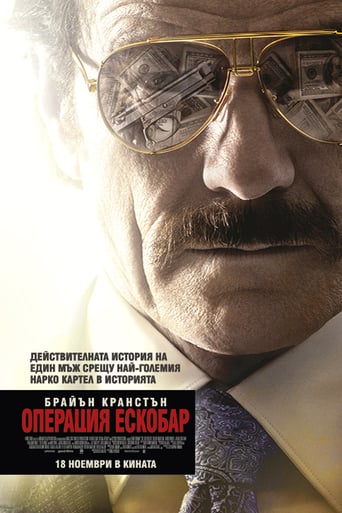 ДЕЙСТВИТЕЛНАТА ИСТОРИЯ НА
ЕДИН МЪЖ СРЕЩУ НАЙ-ГОЛЕМИЯ
НАРКО КАРТЕЛ В ИСТОРИЯТА
БРАЙЪН КРАНСТЪН
ОПЕРАЦИЯ ЕСКОБАР
18 НОЕМВРИ В КИНАТА